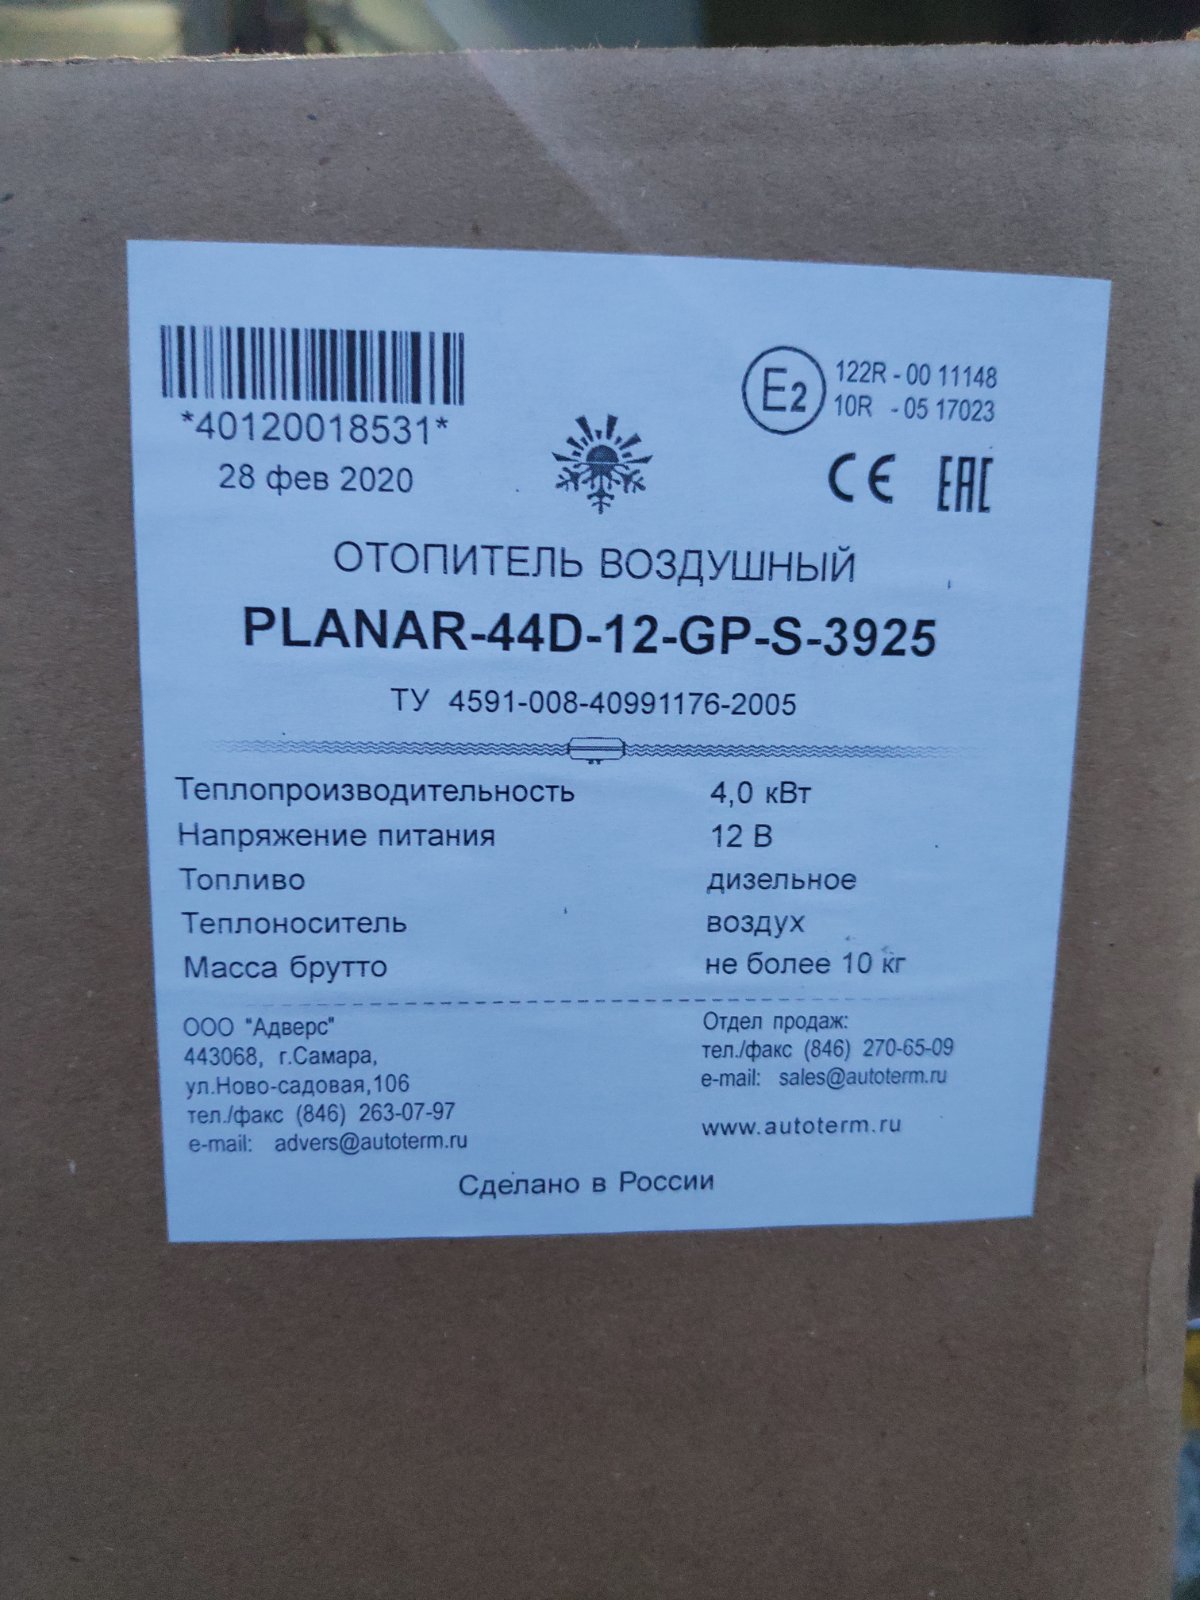 *40120018531*
28 фев 2020
E2
122R - 00 11148
10R - 05 17023
CE EAC
ОТОПИТЕЛЬ ВОЗДУШНЫЙ
PLANAR-44D-12-GP-S-3925
ТУ 4591-008-40991176-2005
Теплопроизводительность 4,0 кВт
Напряжение питания 12 В
Топливо дизельное
Теплоноситель воздух
Масса брутто не более 10 кг
ООО "Адверс"
443068, г.Самара,
ул.Ново-садовая,106
тел./факс (846) 263-07-97
e-mail: advers@autoterm.ru
Отдел продаж:
тел./факс (846) 270-65-09
e-mail: sales@autoterm.ru
www.autoterm.ru
Сделано в России